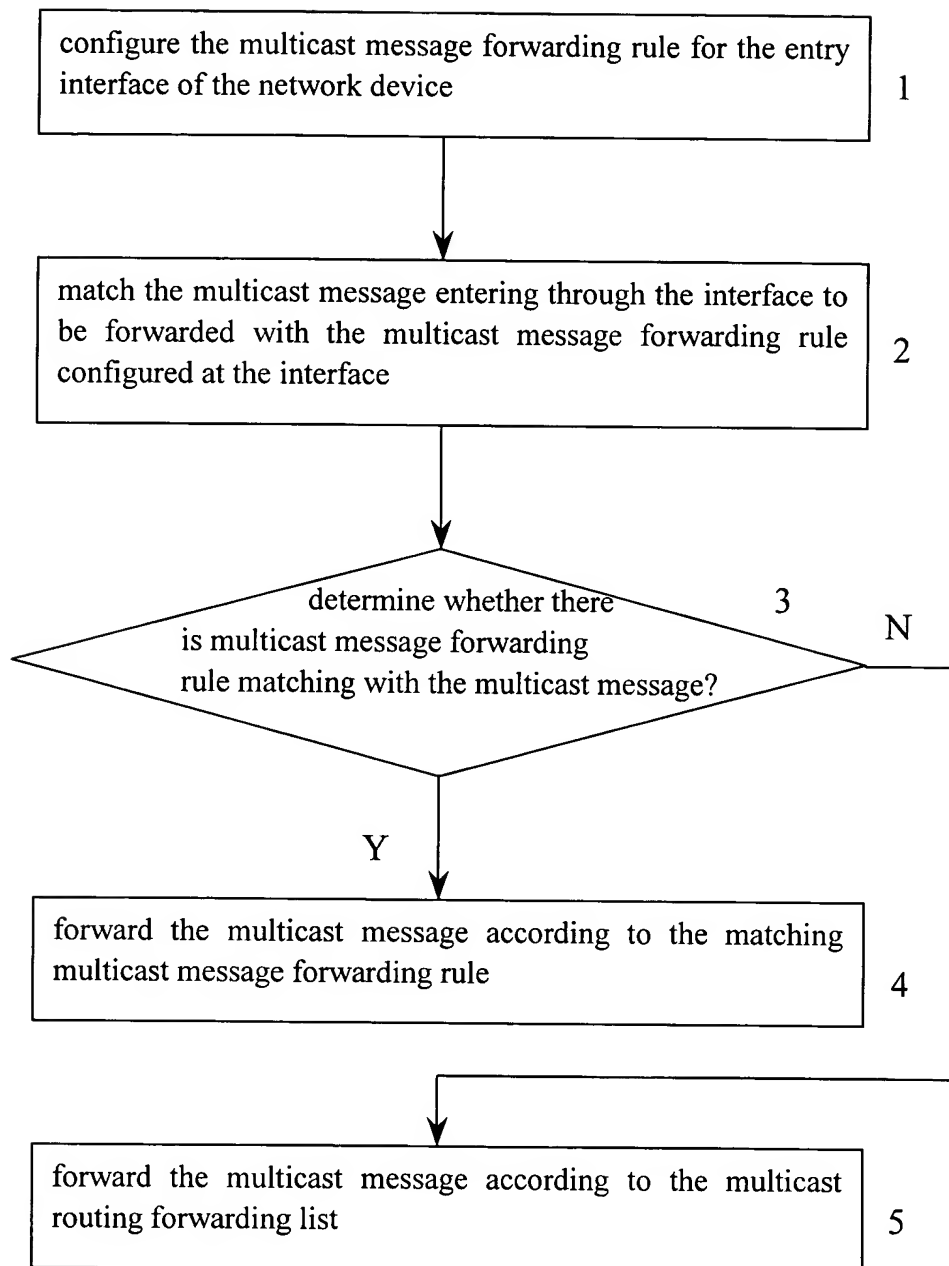 configure the multicast message forwarding rule for the entry
interface of the network device
1
match the multicast message entering through the interface to
be forwarded with the multicast message forwarding rule
configured at the interface
2
determine whether there
is multicast message forwarding
rule matching with the multicast message?
3
N
Y
forward the multicast message according to the matching
multicast message forwarding rule
4
forward the multicast message according to the multicast
routing forwarding list
5